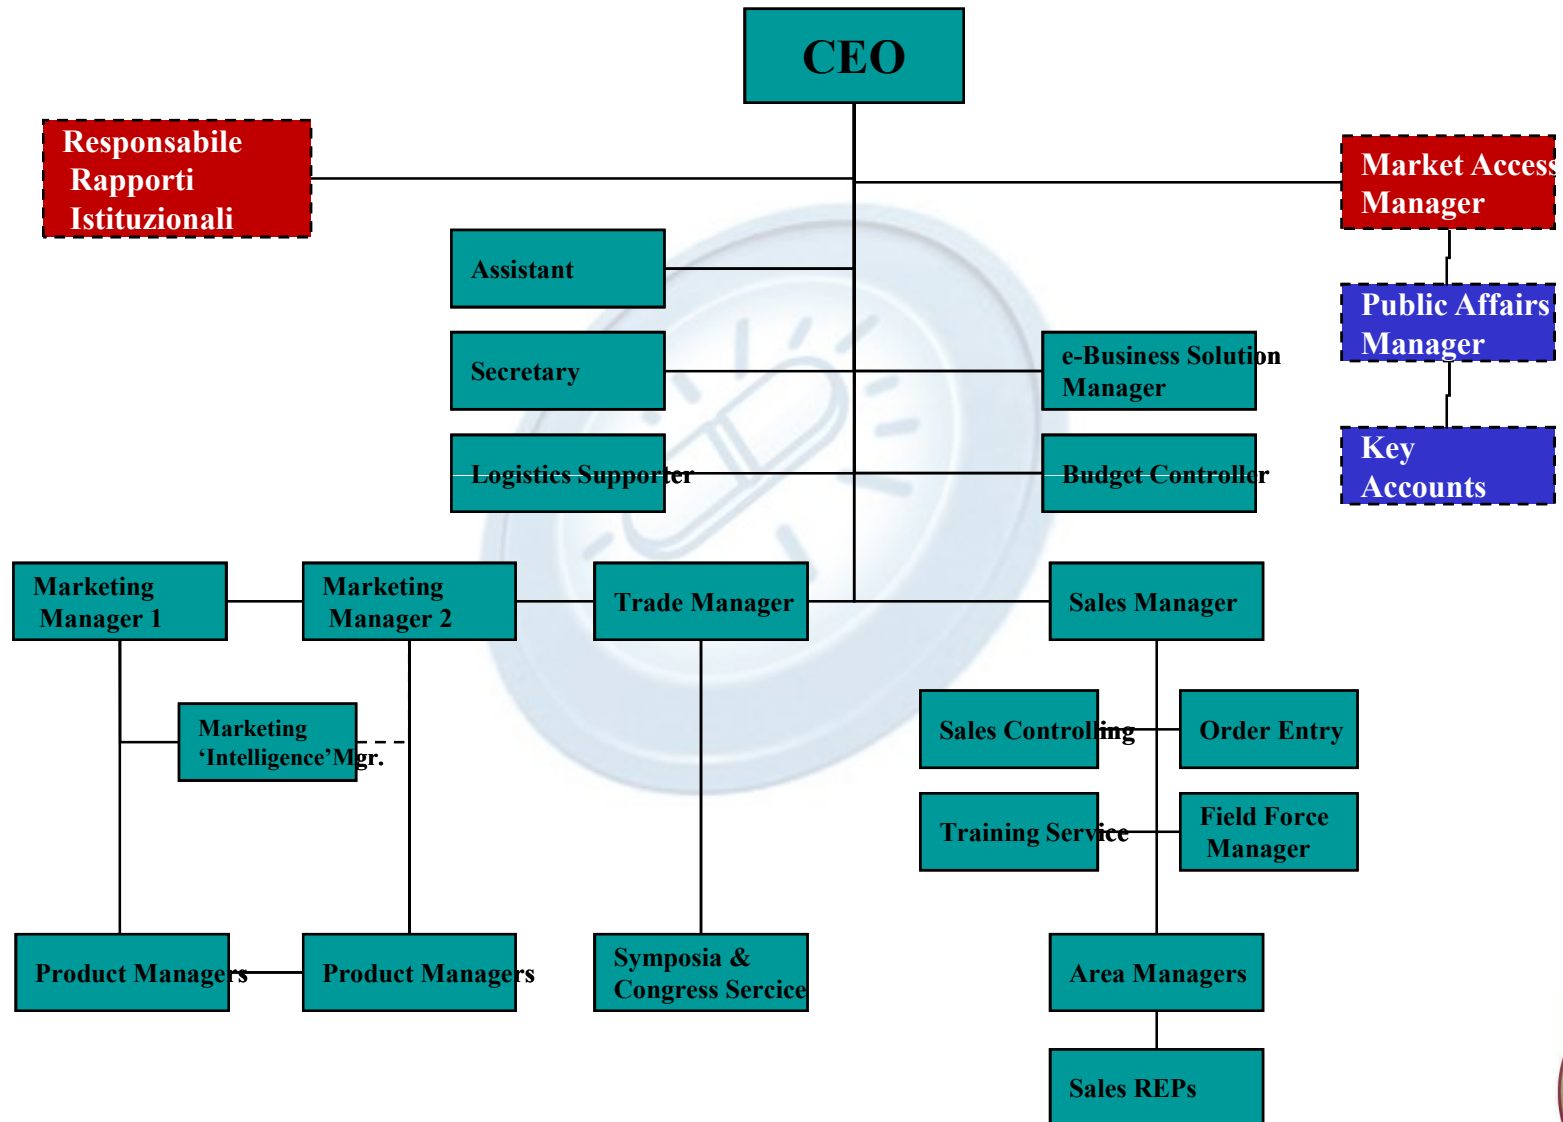 CEO
Responsabile
Rapporti
Istituzionali
Market Access
Manager
Assistant
Public Affairs
Manager
Secretary
e-Business Solution
Manager
Logistics Supporter
Budget Controller
Key
Accounts
Marketing
Manager 1
Marketing
Manager 2
Trade Manager
Sales Manager
Marketing
‘Intelligence’Mgr.
Sales Controlling
Order Entry
Training Service
Field Force
Manager
Product Managers
Product Managers
Symposia &
Congress Sercice
Area Managers
Sales REPs